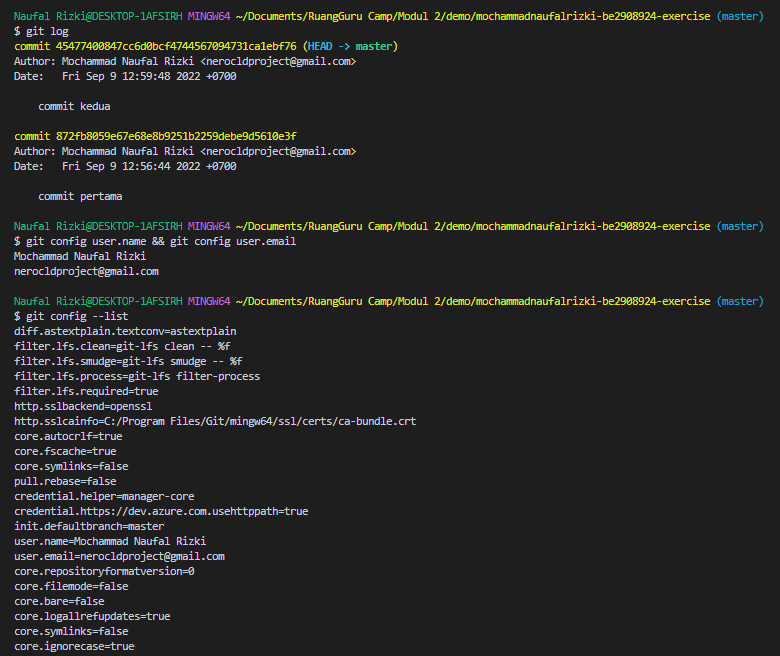 Naufal Rizki@DESKTOP-1AFSIRH MINGW64 ~/Documents/RuangGuru Camp/Modul 2/demo/mochammadnaufalrizki-be2908924-exercise (master)
$ git log
commit 45477400847cc6d0bcf4744567094731ca1ebf76 (HEAD -> master)
Author: Mochammad Naufal Rizki <nerocldproject@gmail.com>
Date:   Fri Sep 9 12:59:48 2022 +0700
    commit kedua
commit 872fb8059e67e68e8b9251b2259debe9d5610e3f
Author: Mochammad Naufal Rizki <nerocldproject@gmail.com>
Date:   Fri Sep 9 12:56:44 2022 +0700
    commit pertama
Naufal Rizki@DESKTOP-1AFSIRH MINGW64 ~/Documents/RuangGuru Camp/Modul 2/demo/mochammadnaufalrizki-be2908924-exercise (master)
$ git config user.name && git config user.email
Mochammad Naufal Rizki
nerocldproject@gmail.com
Naufal Rizki@DESKTOP-1AFSIRH MINGW64 ~/Documents/RuangGuru Camp/Modul 2/demo/mochammadnaufalrizki-be2908924-exercise (master)
$ git config --list
diff.astextplain.textconv=astextplain
filter.lfs.clean=git-lfs clean -- %f
filter.lfs.smudge=git-lfs smudge -- %f
filter.lfs.process=git-lfs filter-process
filter.lfs.required=true
http.sslbackend=openssl
http.sslcainfo=C:/Program Files/Git/mingw64/ssl/certs/ca-bundle.crt
core.autocrlf=true
core.fscache=true
core.symlinks=false
pull.rebase=false
credential.helper=manager-core
credential.https://dev.azure.com.usehttppath=true
init.defaultbranch=master
user.name=Mochammad Naufal Rizki
user.email=nerocldproject@gmail.com
core.repositoryformatversion=0
core.filemode=false
core.bare=false
core.logallrefupdates=true
core.symlinks=false
core.ignorecase=true